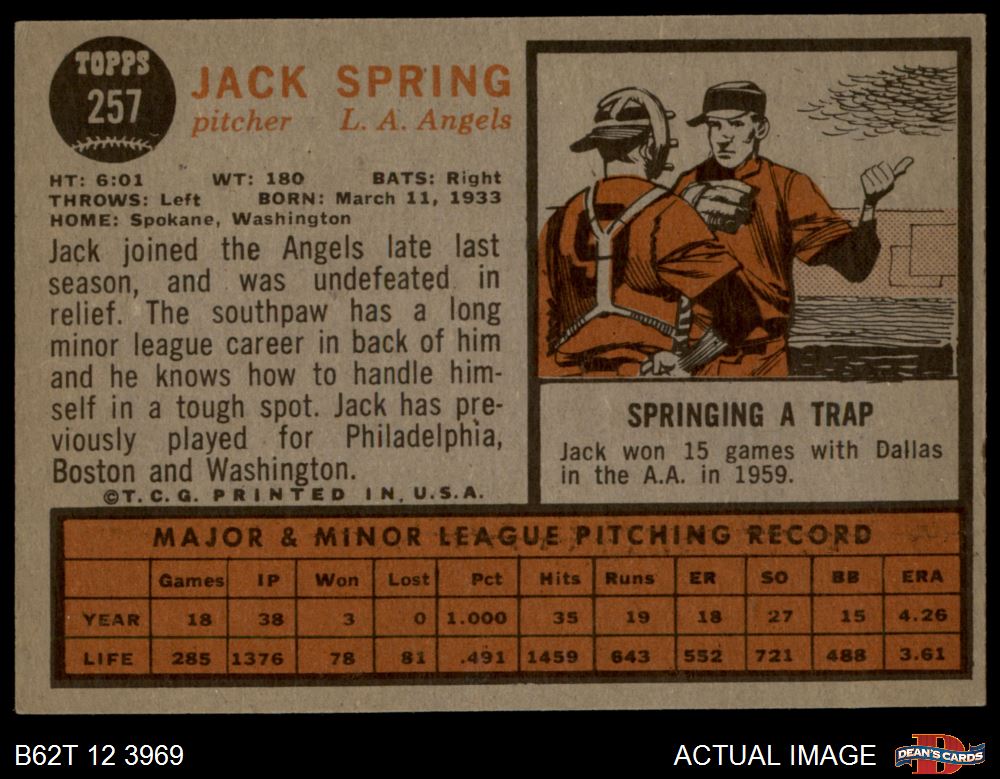 TOPPS
257
JACK SPRING
pitcher L. A. Angels
HT: 6:01 WT: 180 BATS: Right
THROWS: Left BORN: March 11, 1933
HOME: Spokane, Washington
Jack joined the Angels late last
season, and was undefeated in
relief. The southpaw has a long
minor league career in back of him
and he knows how to handle him-
self in a tough spot. Jack has pre-
viously played for Philadelphia,
Boston and Washington.
©T. C. G. PRINTED IN U.S.A.
SPRINGING A TRAP
Jack won 15 games with Dallas
in the A.A. in 1959.
MAJOR & MINOR LEAGUE PITCHING RECORD
Games IP Won Lost Pct Hits Runs ER SO BB ERA
YEAR 18 38 3 0 1.000 35 19 18 27 15 4.26
LIFE 285 1376 78 81 .491 1459 643 552 721 488 3.61
B62T 12 3969 ACTUAL IMAGE DEAN'S CARDS